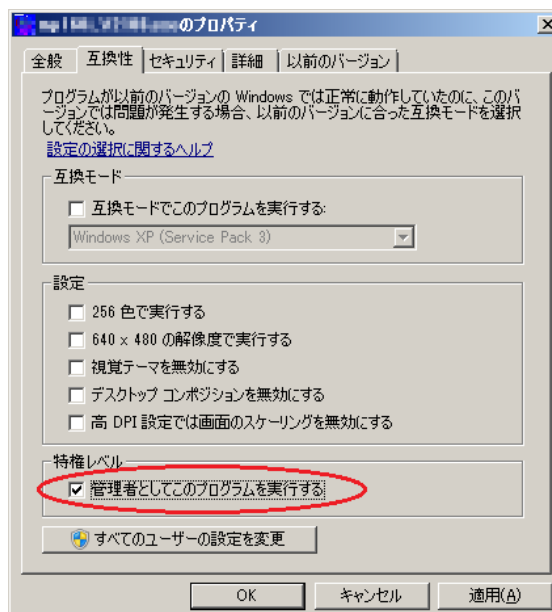 のプロパティ
全般 互換性 セキュリティ 詳細 以前のバージョン
プログラムが以前のバージョンの Windows では正常に動作していたのに、このバ
ージョンでは問題が発生する場合、以前のバージョンに合った互換モードを選択
してください。
設定の選択に関するヘルプ
互換モード
互換モードでこのプログラムを実行する:
Windows XP (Service Pack 3)
設定
256 色で実行する
640 x 480 の解像度で実行する
視覚テーマを無効にする
デスクトップ コンポジションを無効にする
高 DPI 設定では画面のスケーリングを無効にする
特権レベル
管理者としてこのプログラムを実行する
すべてのユーザーの設定を変更
OK キャンセル 適用(A)